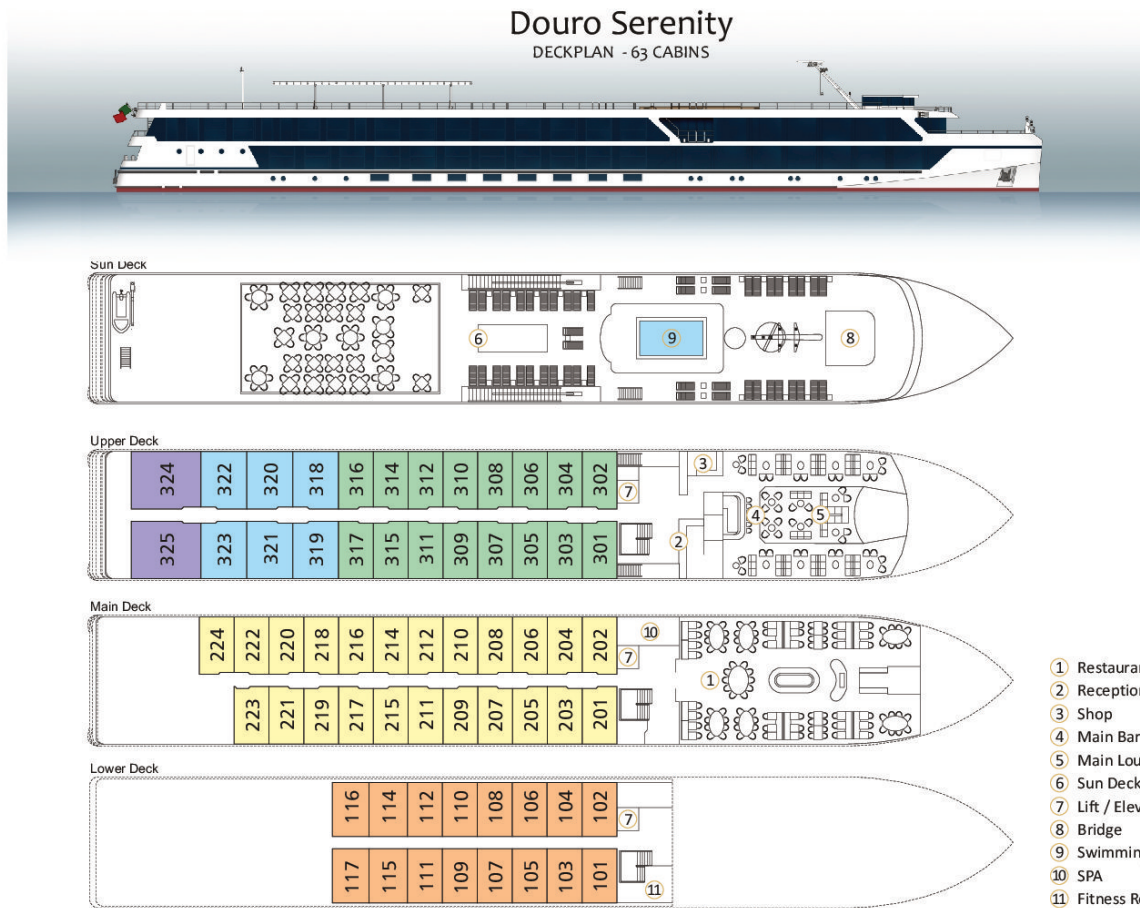 Douro Serenity
DECKPLAN - 63 CABINS
Sun Deck
6
9
8
Upper Deck
324 322 320 318 316 314 312 310 308 306 304 302
7
3
4
5
2
325 323 321 319 317 315 311 309 307 305 303 301
Main Deck
224 222 220 218 216 214 212 210 208 206 204 202
10
7
1
223 221 219 217 215 211 209 207 205 203 201
Lower Deck
116 114 112 110 108 106 104 102
7
117 115 111 109 107 105 103 101
11
1 Restauran
2 Reception
3 Shop
4 Main Bar
5 Main Lou
6 Sun Deck
7 Lift / Elev
8 Bridge
9 Swimmin
10 SPA
11 Fitness R